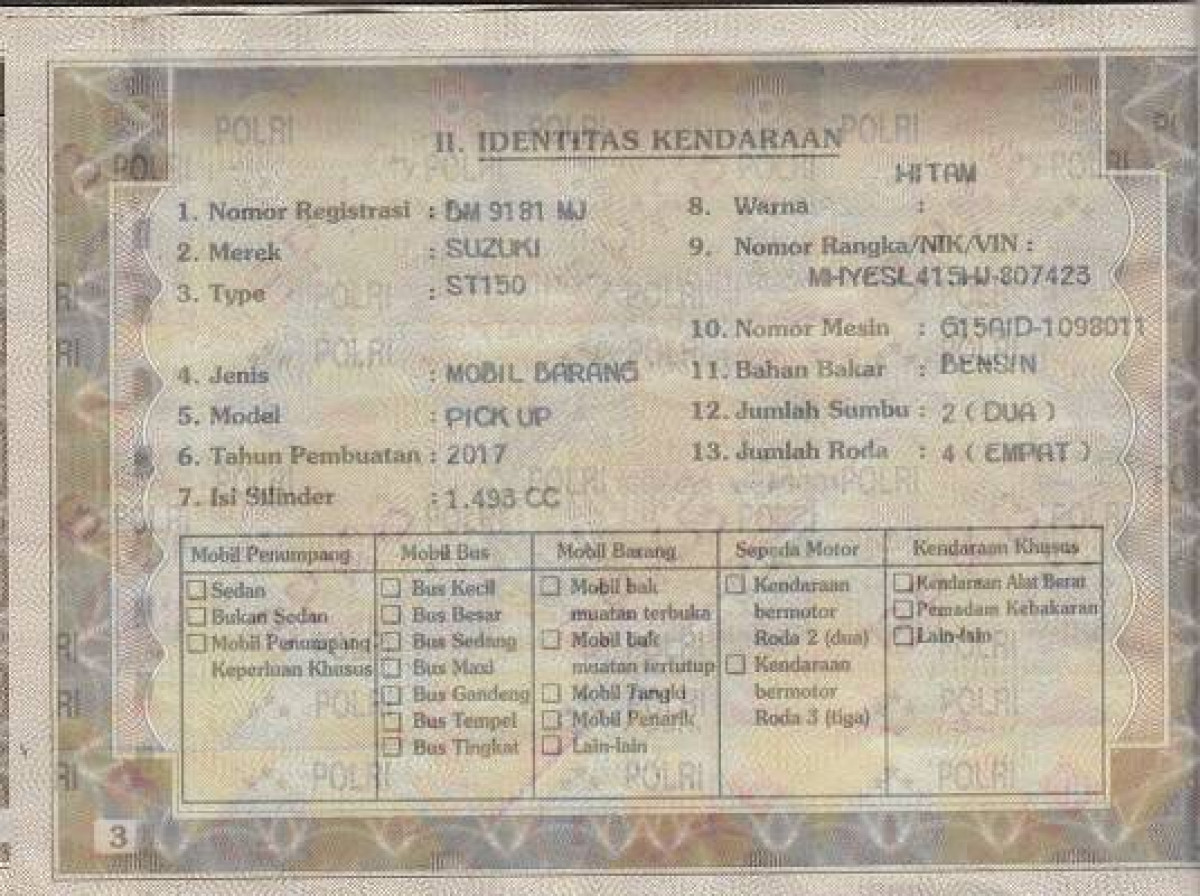 II. IDENTITAS KENDARAAN
1. Nomor Registrasi : DM 9181 MJ
2. Merek : SUZUKI
3. Type : ST150
4. Jenis : MOBIL BARANG
5. Model : PICK UP
6. Tahun Pembuatan : 2017
7. Isi Silinder : 1.493 CC
HITAM
8. Warna :
9. Nomor Rangka/NIK/VIN :
MHYESL415HJ-807423
10. Nomor Mesin : G15AID-1098011
11. Bahan Bakar : BENSIN
12. Jumlah Sumbu : 2 ( DUA )
13. Jumlah Roda : 4 ( EMPAT )
Mobil Penumpang
Sedan
Bukan Sedan
Mobil Penumpang
Keperluan Khusus
Mobil Bus
Bus Kecil
Bus Besar
Bus Sedang
Bus Maxi
Bus Gandeng
Bus Tempel
Bus Tingkat
Mobil Barang
Mobil bak
muatan terbuka
Mobil bak
muatan tertutup
Mobil Tangki
Mobil Penarik
Lain-lain
Sepeda Motor
Kendaraan
bermotor
Roda 2 (dua)
Kendaraan
bermotor
Roda 3 (tiga)
Kendaraan Khusus
Kendaraan Alat Berat
Pemadam Kebakaran
Lain-lain
3